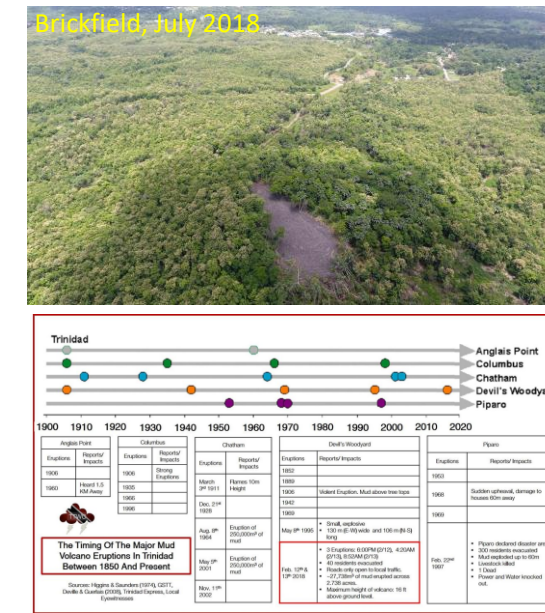 Brickfield, July 2018
Trinidad
Anglais Point
Columbus
Chatham
Devil's Woodya
Piparo
1900 1910 1920 1930 1940 1950 1960 1970 1980 1990 2000 2010 2020
Anglais Point
Eruptions
Reports/
Impacts
1906
1960
Heard 1.5
KM Away
Columbus
Eruptions
Reports/
Impacts
1906
Strong
Eruptions
1935
1966
1998
Chatham
Eruptions
Reports/
Impacts
March
3rd 1911
Flames 10m
Height
Dec. 21st
1928
Aug. 8th
1964
Eruption of
250,000m³ of
mud
May 5th
2001
Eruption of
250,000m³ of
mud
Nov. 11th
2002
Devil's Woodyard
Eruptions
Reports/ Impacts
1852
1889
1906
Violent Eruption. Mud above tree tops
1942
1969
May 8th 1995
• Small, explosive
• 130 m (E-W) wide and 106 m (N-S)
long
Feb. 12th &
13th 2018
• 3 Eruptions: 6:00PM (2/12), 4:20AM
(2/13), 8:52AM (2/13)
• 40 residents evacuated
• Roads only open to local traffic.
• ~27,738m³ of mud erupted across
2.738 acres.
• Maximum height of volcano: 16 ft
above ground level.
Piparo
Eruptions
Reports/
Impacts
1953
1968
Sudden upheaval, damage to
houses 60m away
1969
Feb. 22nd
1997
• Piparo declared disaster are
• 300 residents evacuated
• Mud exploded up to 60m
• Livestock killed
• 1 Dead
• Power and Water knocked
out.
The Timing Of The Major Mud
Volcano Eruptions In Trinidad
Between 1850 And Present
Sources: Higgins & Saunders (1974), GSTT,
Deville & Guerlais (2009), Trinidad Express, Local
Eyewitnesses